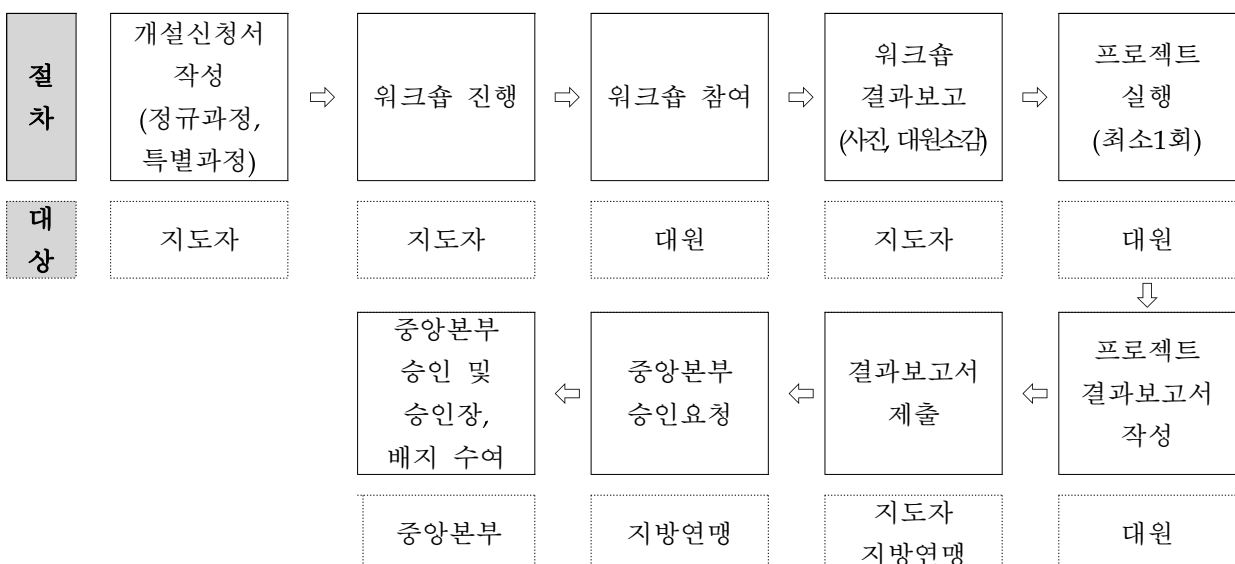 절
차
개설신청서
작성
(정규과정,
특별과정)
⇨
워크숍 진행
⇨
워크숍 참여
⇨
워크숍
결과보고
(사진, 대원소감)
⇨
프로젝트
실행
(최소1회)
대
상
지도자
지도자
대원
지도자
대원
⇩
중앙본부
승인 및
승인장,
배지 수여
⇦
중앙본부
승인요청
⇦
결과보고서
제출
⇦
프로젝트
결과보고서
작성
중앙본부
지방연맹
지도자
지방연맹
대원